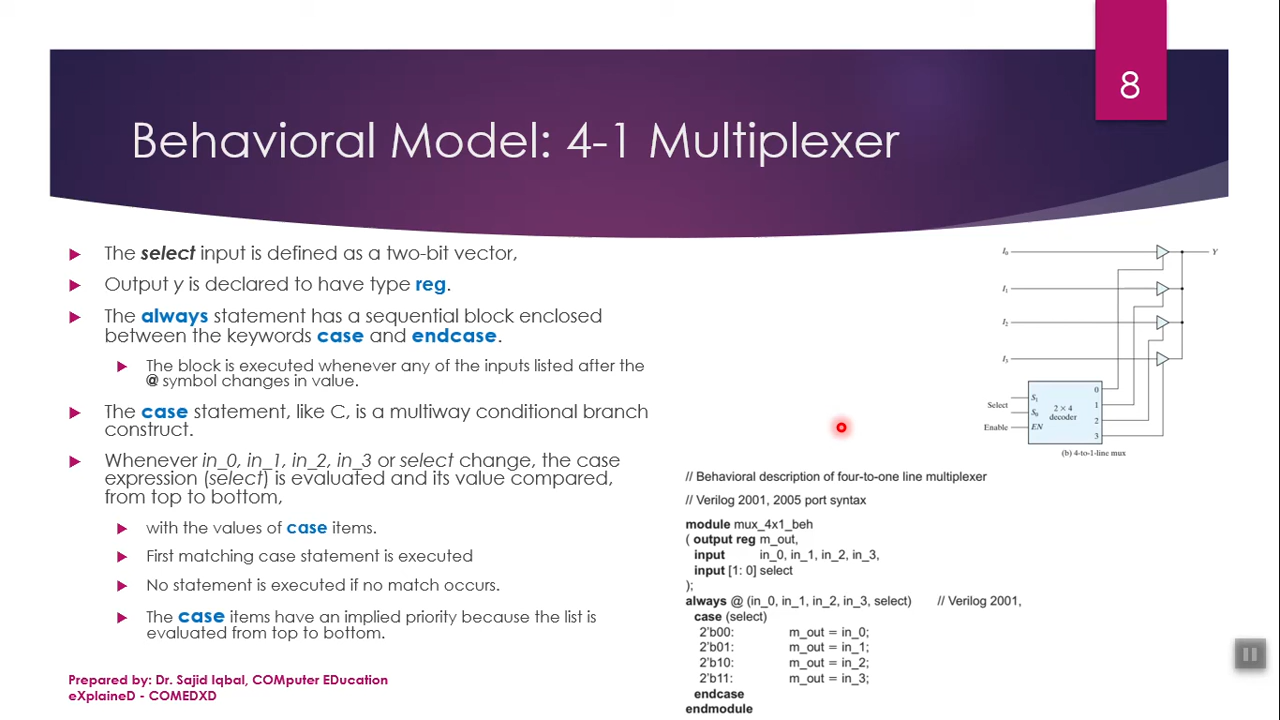 8
Behavioral Model: 4-1 Multiplexer
The select input is defined as a two-bit vector,
Output y is declared to have type reg.
The always statement has a sequential block enclosed
between the keywords case and endcase.
The block is executed whenever any of the inputs listed after the
@ symbol changes in value.
The case statement, like C, is a multiway conditional branch
construct.
Whenever in_0, in_1, in_2, in_3 or select change, the case
expression (select) is evaluated and its value compared,
from top to bottom,
with the values of case items.
First matching case statement is executed
No statement is executed if no match occurs.
The case items have an implied priority because the list is
evaluated from top to bottom.
Prepared by: Dr. Sajid Iqbal, COMputer EDucation
eXplaineD - COMEDXD
I0
Y
I1
I2
I3
Select
Enable
S1
S0
EN
2 × 4
decoder
0
1
2
3
(b) 4-to-1-line mux
// Behavioral description of four-to-one line multiplexer
// Verilog 2001, 2005 port syntax
module mux_4x1_beh
( output reg m_out,
input in_0, in_1, in_2, in_3,
input [1: 0] select
);
always @ (in_0, in_1, in_2, in_3, select) // Verilog 2001,
case (select)
2'b00: m_out = in_0;
2'b01: m_out = in_1;
2'b10: m_out = in_2;
2'b11: m_out = in_3;
endcase
endmodule